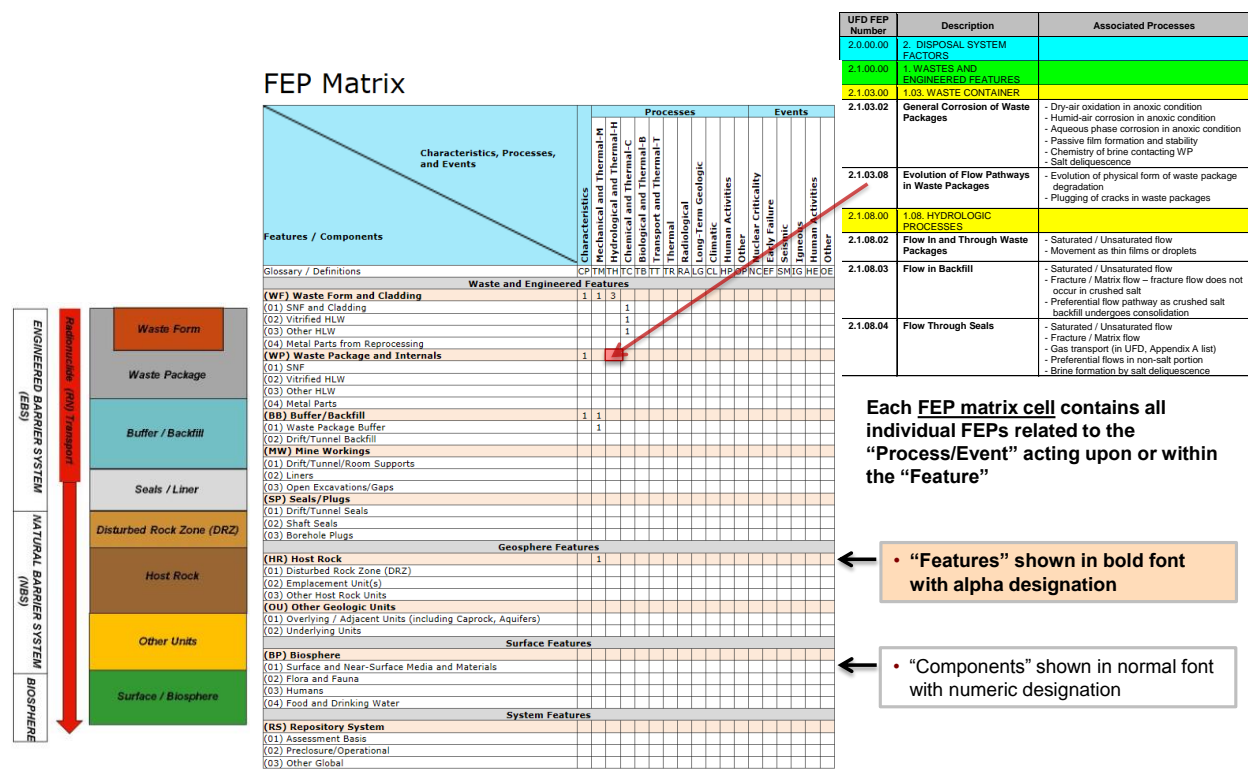 FEP Matrix
Characteristics, Processes,
and Events
Features / Components
Processes
Events
Characteristics
Mechanical and Thermal-M
Hydrological and Thermal-H
Chemical and Thermal-C
Biological and Thermal-B
Transport and Thermal-T
Thermal
Radiological
Long-Term Geologic
Climatic
Human Activities
Other
Nuclear Criticality
Early Failure
Seismic
Igneous
Human Activities
Other
Glossary / Definitions CP TM TH TC TB TT TR RA LG CL HP OP NC EF SM IG HE OE
Waste and Engineered Features
(WF) Waste Form and Cladding 1 1 3
(01) SNF and Cladding 1
(02) Vitrified HLW 1
(03) Other HLW 1
(04) Metal Parts from Reprocessing
(WP) Waste Package and Internals 1
(01) SNF
(02) Vitrified HLW
(03) Other HLW
(04) Metal Parts
(BB) Buffer/Backfill 1 1
(01) Waste Package Buffer 1
(02) Drift/Tunnel Backfill
(MW) Mine Workings
(01) Drift/Tunnel/Room Supports
(02) Liners
(03) Open Excavations/Gaps
(SP) Seals/Plugs
(01) Drift/Tunnel Seals
(02) Shaft Seals
(03) Borehole Plugs
Geosphere Features
(HR) Host Rock 1
(01) Disturbed Rock Zone (DRZ)
(02) Emplacement Unit(s)
(03) Other Host Rock Units
(OU) Other Geologic Units
(01) Overlying / Adjacent Units (including Caprock, Aquifers)
(02) Underlying Units
Surface Features
(BP) Biosphere
(01) Surface and Near-Surface Media and Materials
(02) Flora and Fauna
(03) Humans
(04) Food and Drinking Water
System Features
(RS) Repository System
(01) Assessment Basis
(02) Preclosure/Operational
(03) Other Global
ENGINEERED BARRIER SYSTEM
(EBS)
NATURAL BARRIER SYSTEM
(NBS)
BIOSPHERE
Radionuclide (RN) Transport
Waste Form
Waste Package
Buffer / Backfill
Seals / Liner
Disturbed Rock Zone (DRZ)
Host Rock
Other Units
Surface / Biosphere
UFD FEP
Number
Description
Associated Processes
2.0.00.00 2. DISPOSAL SYSTEM
FACTORS
2.1.00.00 1. WASTES AND
ENGINEERED FEATURES
2.1.03.00 1.03. WASTE CONTAINER
2.1.03.02 General Corrosion of Waste
Packages
- Dry-air oxidation in anoxic condition
- Humid-air corrosion in anoxic condition
- Aqueous phase corrosion in anoxic condition
- Passive film formation and stability
- Chemistry of brine contacting WP
- Salt deliquescence
2.1.03.08 Evolution of Flow Pathways
in Waste Packages
- Evolution of physical form of waste package
degradation
- Plugging of cracks in waste packages
2.1.08.00 1.08. HYDROLOGIC
PROCESSES
2.1.08.02 Flow In and Through Waste
Packages
- Saturated / Unsaturated flow
- Movement as thin films or droplets
2.1.08.03 Flow in Backfill
- Saturated / Unsaturated flow
- Fracture / Matrix flow – fracture flow does not
occur in crushed salt
- Preferential flow pathway as crushed salt
backfill undergoes consolidation
2.1.08.04 Flow Through Seals
- Saturated / Unsaturated flow
- Fracture / Matrix flow
- Gas transport (in UFD, Appendix A list)
- Preferential flows in non-salt portion
- Brine formation by salt deliquescence
Each FEP matrix cell contains all
individual FEPs related to the
“Process/Event” acting upon or within
the “Feature”
• “Features” shown in bold font
with alpha designation
• “Components” shown in normal font
with numeric designation